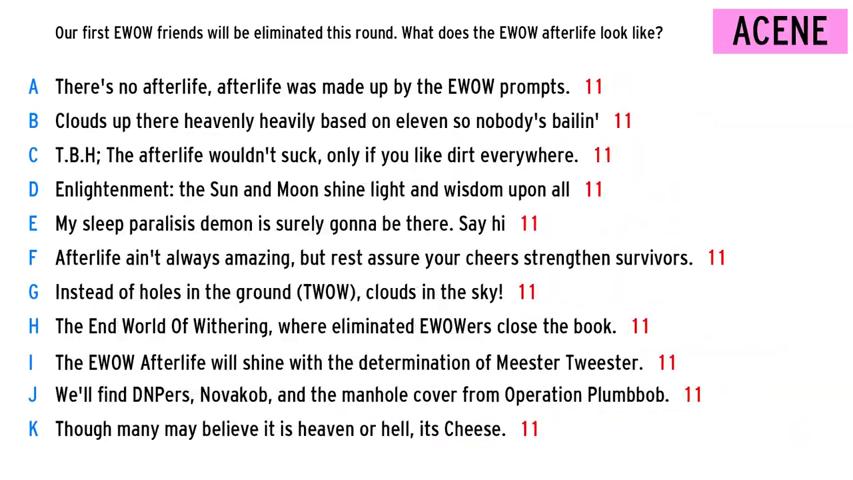 Our first EWOW friends will be eliminated this round. What does the EWOW afterlife look like?
ACENE
A There's no afterlife, afterlife was made up by the EWOW prompts. 11
B Clouds up there heavenly heavily based on eleven so nobody's bailin' 11
C T.B.H; The afterlife wouldn't suck, only if you like dirt everywhere. 11
D Enlightenment: the Sun and Moon shine light and wisdom upon all 11
E My sleep paralisis demon is surely gonna be there. Say hi 11
F Afterlife ain't always amazing, but rest assure your cheers strengthen survivors. 11
G Instead of holes in the ground (TWOW), clouds in the sky! 11
H The End World Of Withering, where eliminated EWOWers close the book. 11
I The EWOW Afterlife will shine with the determination of Meester Tweester. 11
J We'll find DNPers, Novakob, and the manhole cover from Operation Plumbbob. 11
K Though many may believe it is heaven or hell, its Cheese. 11